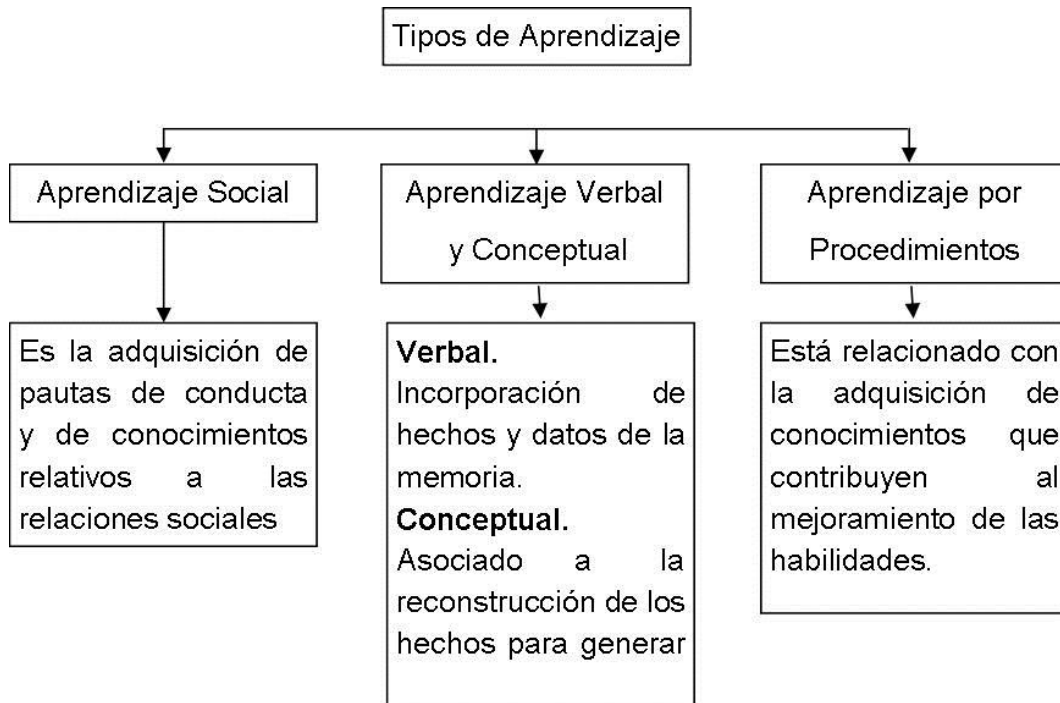 Tipos de Aprendizaje
Aprendizaje Social
Es la adquisición de
pautas de conducta
y de conocimientos
relativos a las
relaciones sociales
Aprendizaje Verbal
y Conceptual
Verbal.
Incorporación de
hechos y datos de la
memoria.
Conceptual.
Asociado a la
reconstrucción de los
hechos para generar
Aprendizaje por
Procedimientos
Está relacionado con
la adquisición de
conocimientos que
contribuyen al
mejoramiento de las
habilidades.